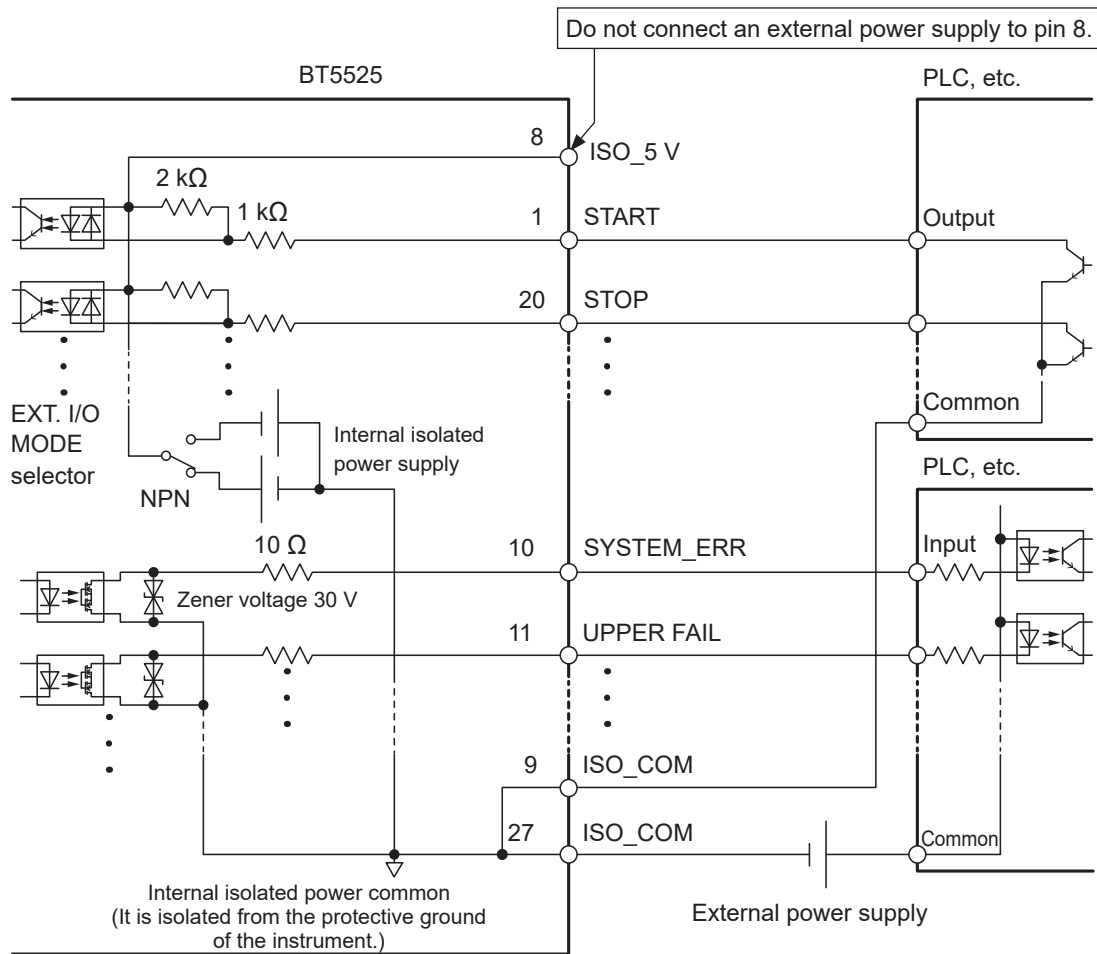 Do not connect an external power supply to pin 8.
BT5525
PLC, etc.
8
ISO_5 V
2 kΩ
1 kΩ
1
START
Output
20
STOP
Common
EXT. I/O
MODE
selector
Internal isolated
power supply
NPN
PLC, etc.
10 Ω
10
SYSTEM_ERR
Input
Zener voltage 30 V
11
UPPER FAIL
9
ISO_COM
27
ISO_COM
Common
Internal isolated power common
(It is isolated from the protective ground
of the instrument.)
External power supply